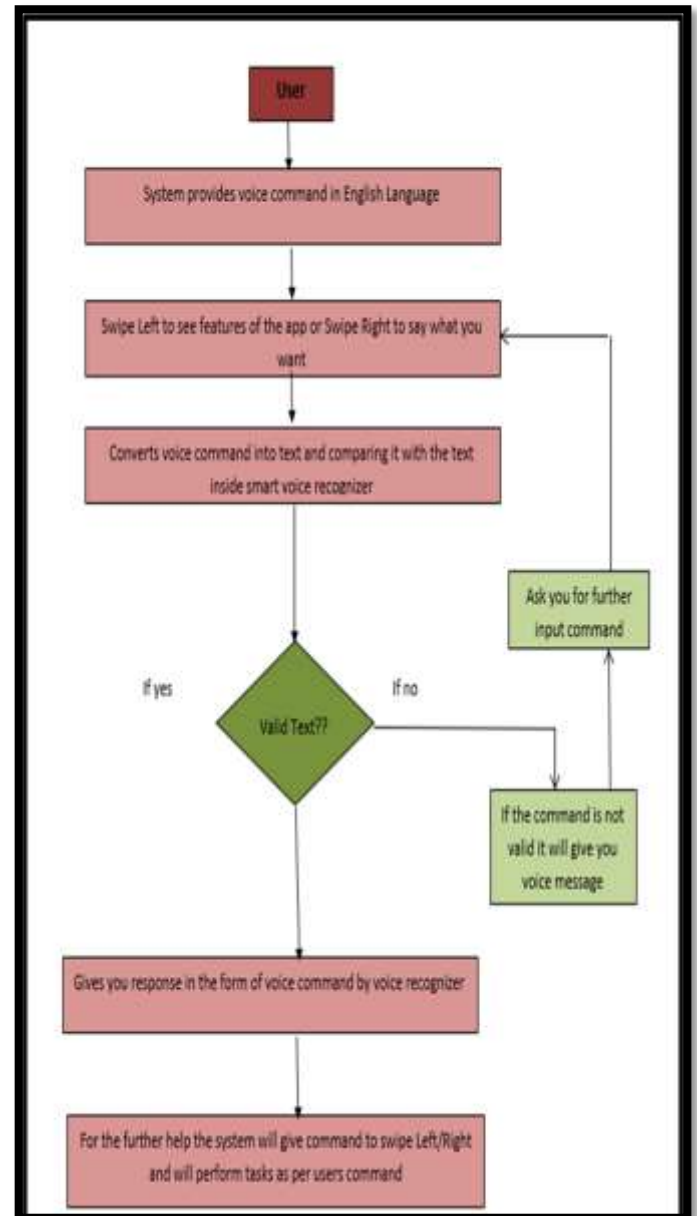 User
System provides voice command in English Language
Swipe Left to see features of the app or Swipe Right to say what you
want
Converts voice command into text and comparing it with the text
inside smart voice recognizer
Ask you for further
input command
If yes
If no
Valid Text??
If the command is not
valid it will give you
voice message
Gives you response in the form of voice command by voice recognizer
For the further help the system will give command to swipe Left/Right
and will perform tasks as per users command